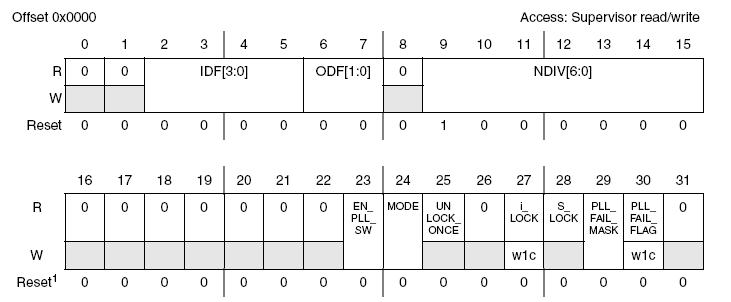 Offset 0x0000 Access: Supervisor read/write
0 1 2 3 4 5 6 7 8 9 10 11 12 13 14 15
R 0 0 IDF[3:0] ODF[1:0] 0 NDIV[6:0]
W
Reset 0 0 0 0 0 0 0 0 0 1 0 0 0 0 0 0
16 17 18 19 20 21 22 23 24 25 26 27 28 29 30 31
R 0 0 0 0 0 0 0 EN_PLL_SW MODE UNLOCK_ONCE 0 i_LOCK S_LOCK PLL_FAIL_MASK PLL_FAIL_FLAG 0
W w1c w1c
Reset1 0 0 0 0 0 0 0 0 0 0 0 0 0 0 0 0